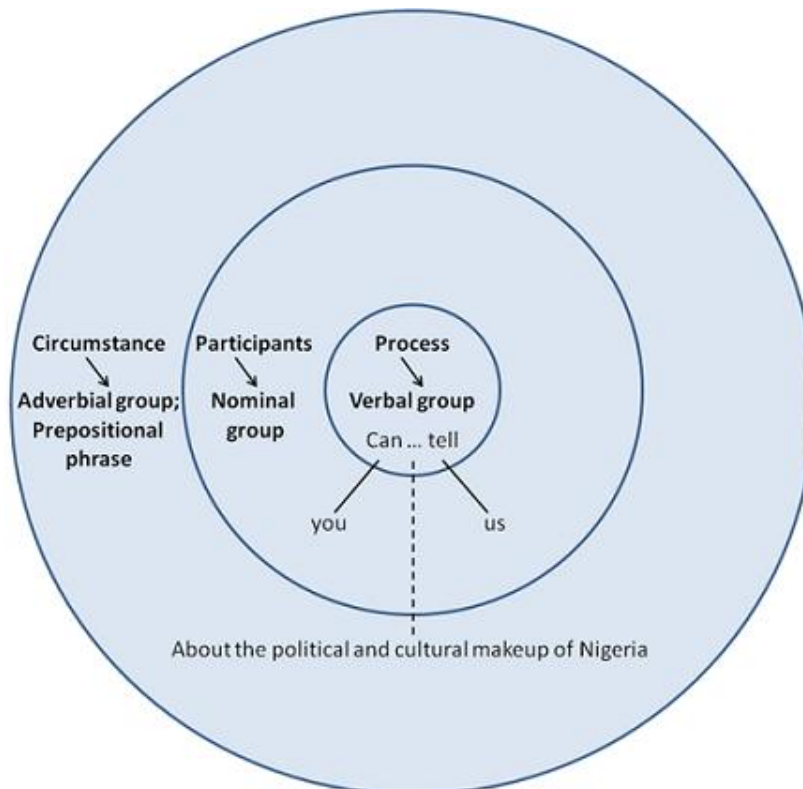 Circumstance
Adverbial group;
Prepositional
phrase
Participants
Nominal
group
Process
Verbal group
Can ... tell
you
us
About the political and cultural makeup of Nigeria